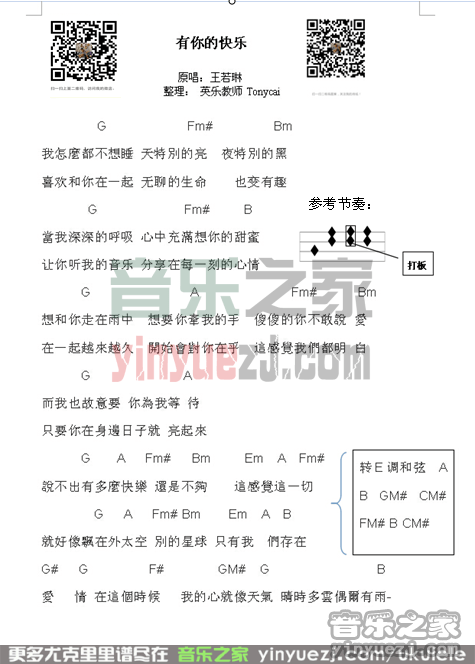 有你的快乐
原唱：王若琳
整理： 英乐教师 Tonycai
G Fm# Bm
我怎麼都不想睡 天特別的亮 夜特別的黑
喜欢和你在一起 无聊的生命 也变有趣
G Fm# B
參考节奏：
當我深深的呼吸 心中充滿想你的甜蜜
让你听我的音乐 分享在每一刻的心情
打板
G A Fm# Bm
音乐之家
想和你走在雨中 想要你牽我的手 傻傻的你不敢說 愛
在一起越來越久 開始會對你在乎 這感覺我們都明 白
yinyuezj.com
G A
而我也故意要 你為我等 待
只要你在身邊日子就 亮起來
G A Fm# Bm Em A Fm#
說不出有多麼快樂 還是不夠 這感覺這一切
转E调和弦 A
B GM# CM#
FM# B CM#
G A Fm# Bm Em A B
就好像飄在外太空 別的星球 只有我 們存在
G# G F# GM# G B
愛 情 在這個時候 我的心就像天氣 晴時多雲偶爾有雨-
音乐之家
yinyuezj.com
更多尤克里里谱尽在 音乐之家 yinyuezj.com/ukulele